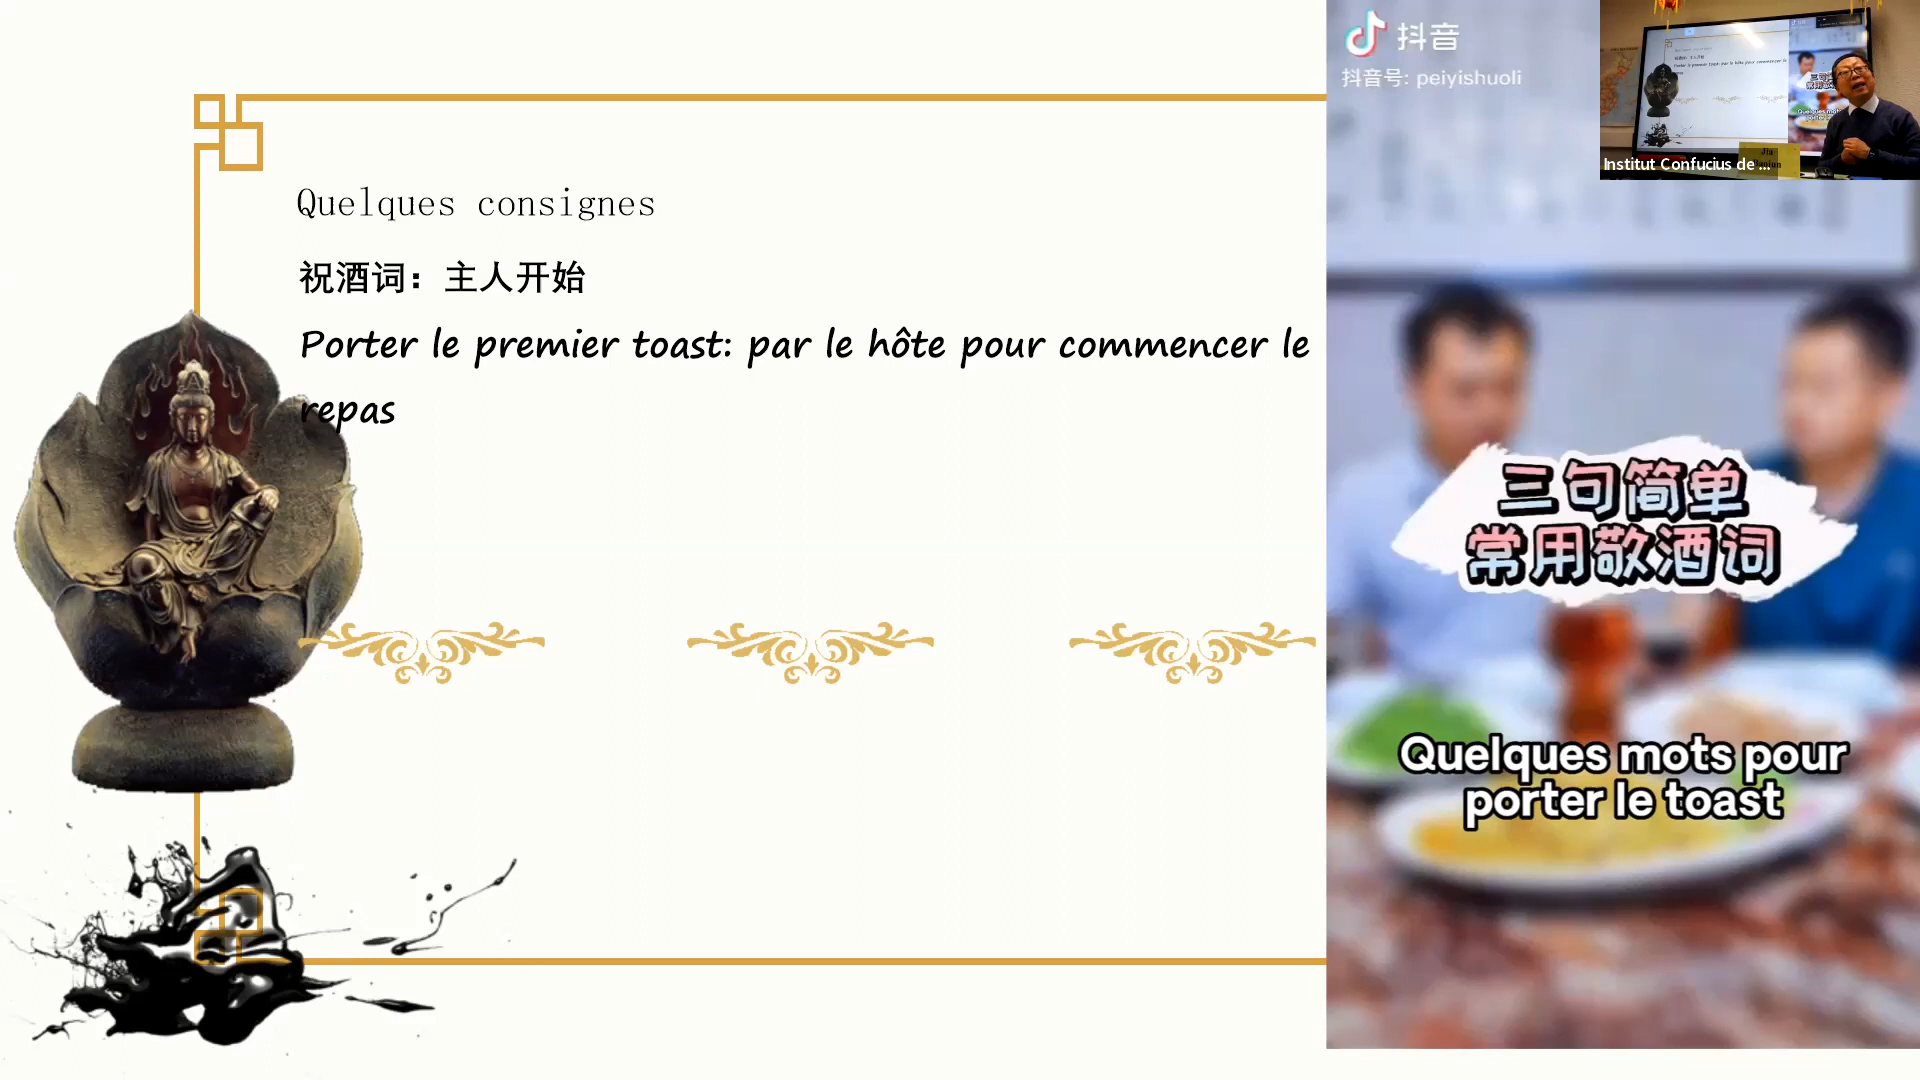 Quelques consignes
祝酒词：主人开始
Porter le premier toast: par le hôte pour commencer le
repas
抖音
抖音号: peiyishuoli
三句简单
常用敬酒词
Quelques mots pour
porter le toast
Institut Confucius de ...